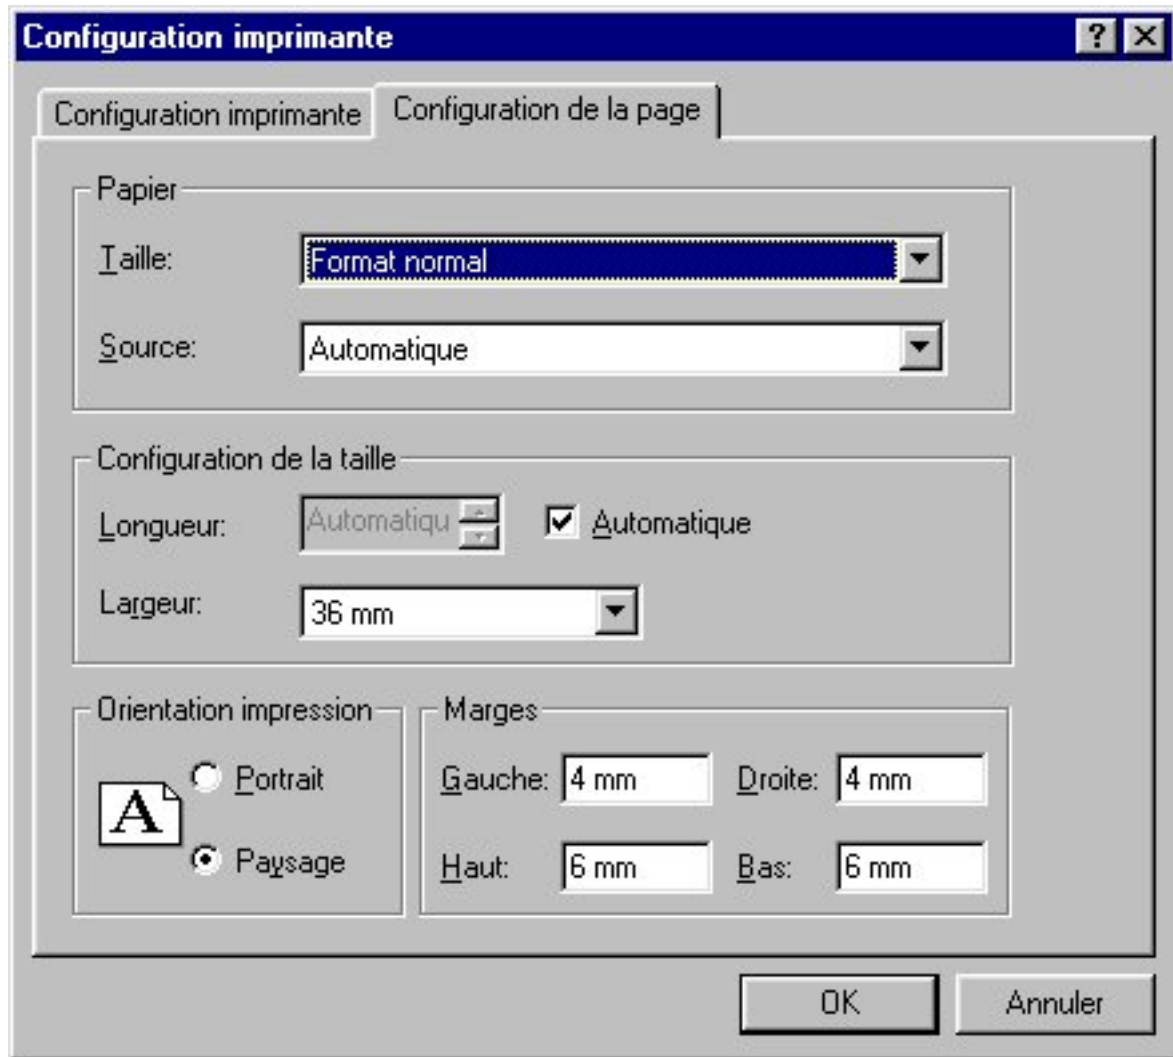 Configuration imprimante
Configuration imprimante Configuration de la page
Papier
Taille: Format normal
Source: Automatique
Configuration de la taille
Longueur: Automatiqu Automatique
Largeur: 36 mm
Orientation impression Marges
A Portrait Gauche: 4 mm Droite: 4 mm
Paysage Haut: 6 mm Bas: 6 mm
OK Annuler